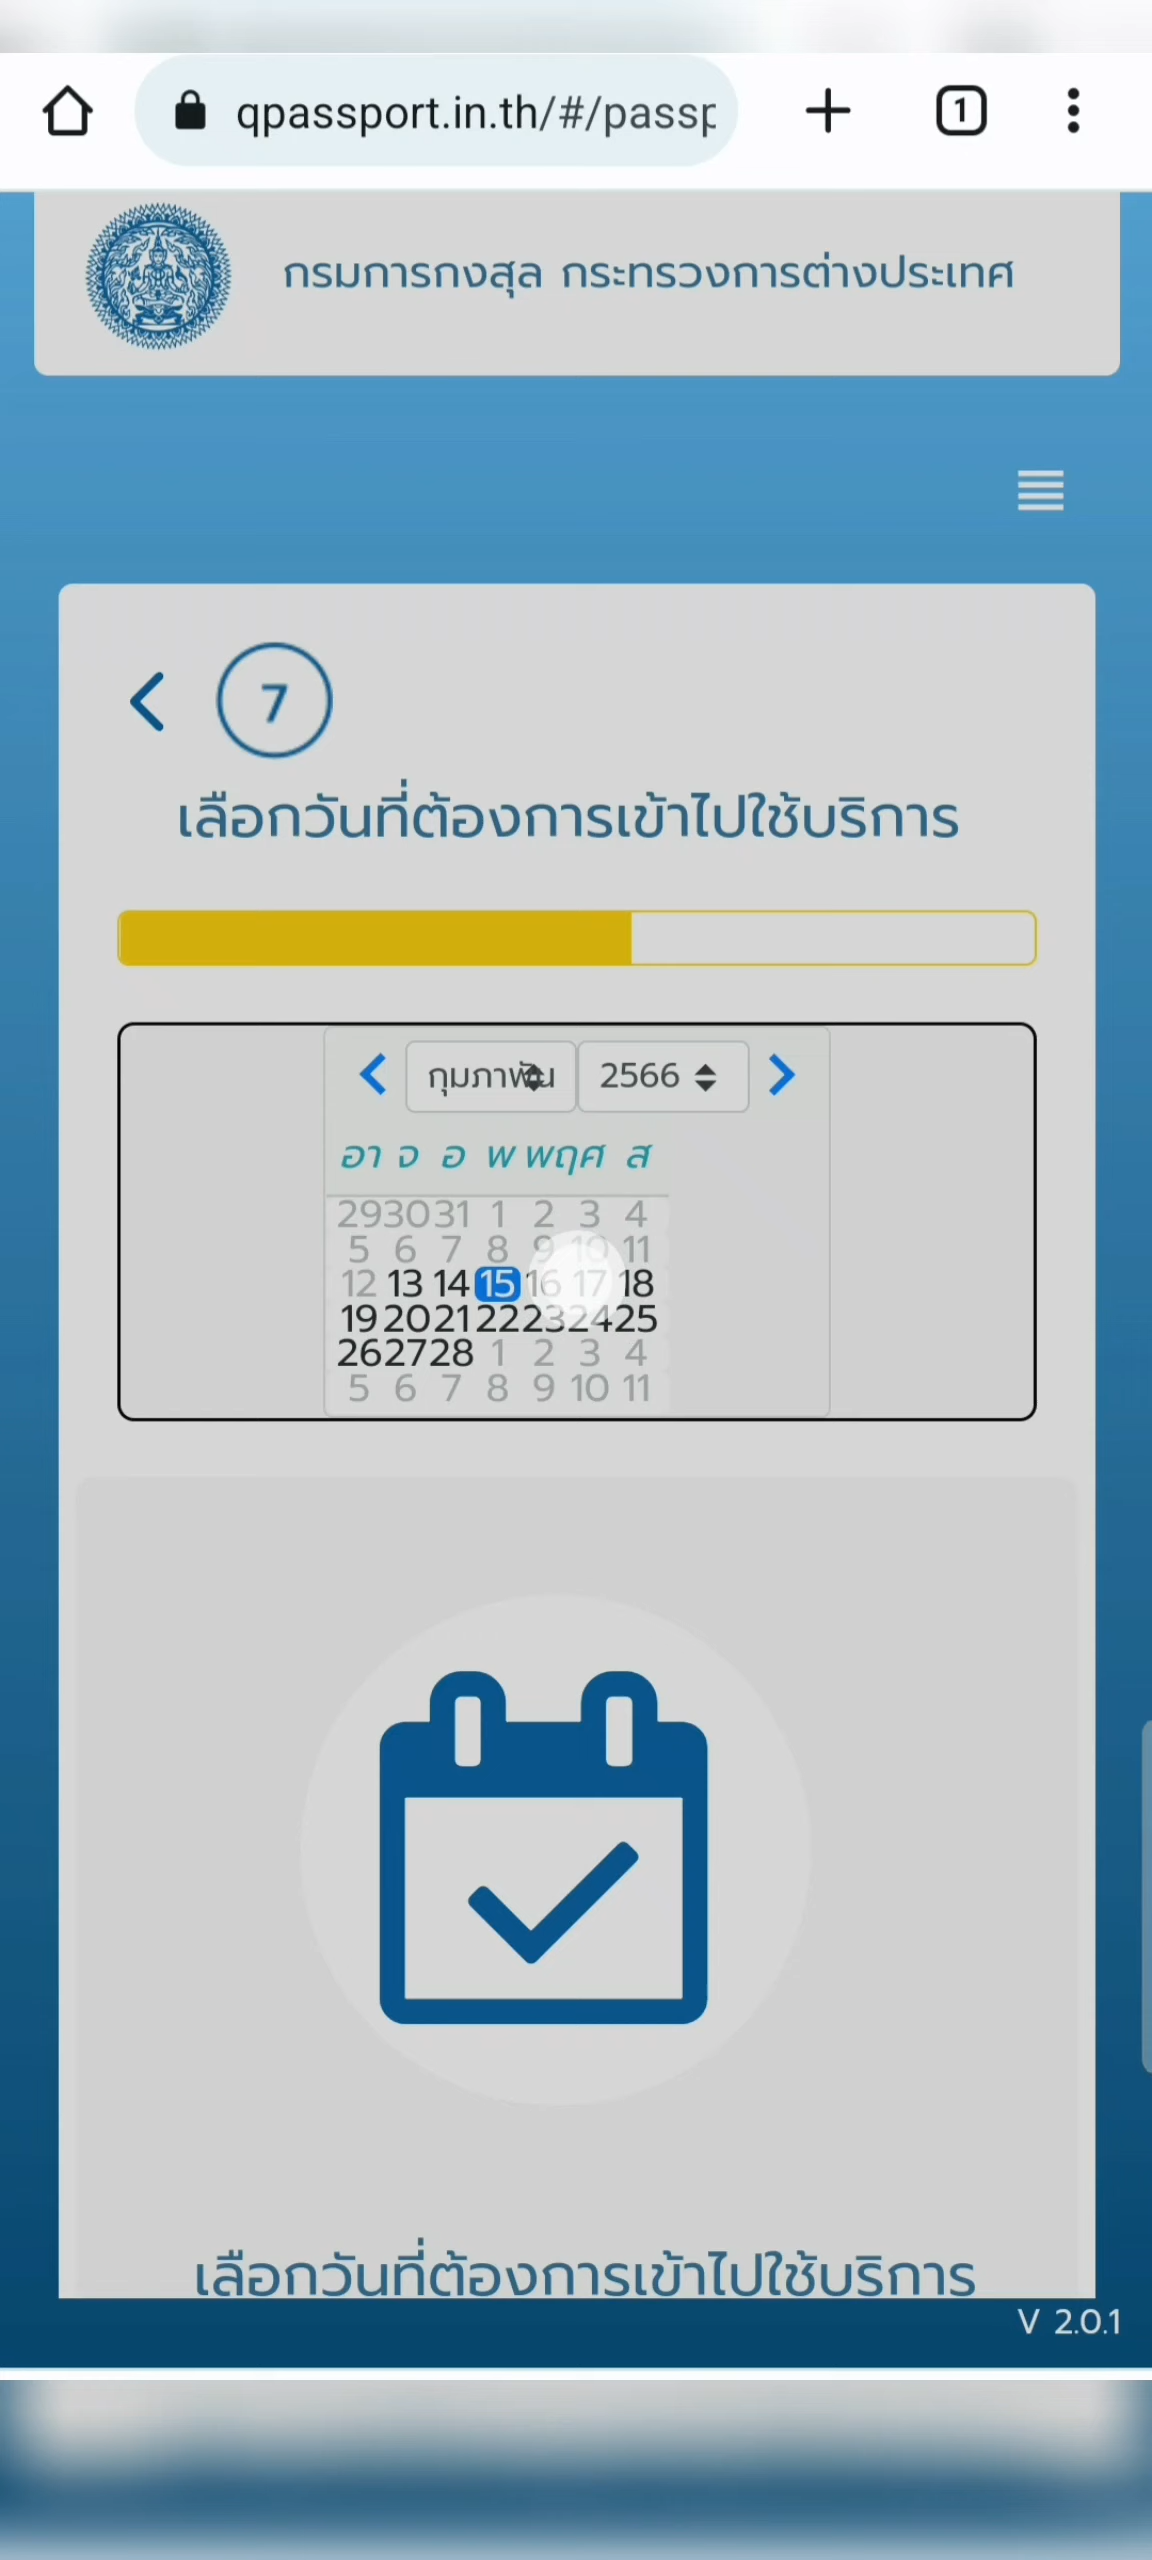 qpassport.in.th/#/passp
1
กรมการกงสุล กระทรวงการต่างประเทศ
7
เลือกวันที่ต้องการเข้าไปใช้บริการ
กุมภาพัน 2566
อา จ อ พ พฤ ศ ส
29 30 31 1 2 3 4
5 6 7 8 9 10 11
12 13 14 15 16 17 18
19 20 21 22 23 24 25
26 27 28 1 2 3 4
5 6 7 8 9 10 11
เลือกวันที่ต้องการเข้าไปใช้บริการ
V 2.0.1